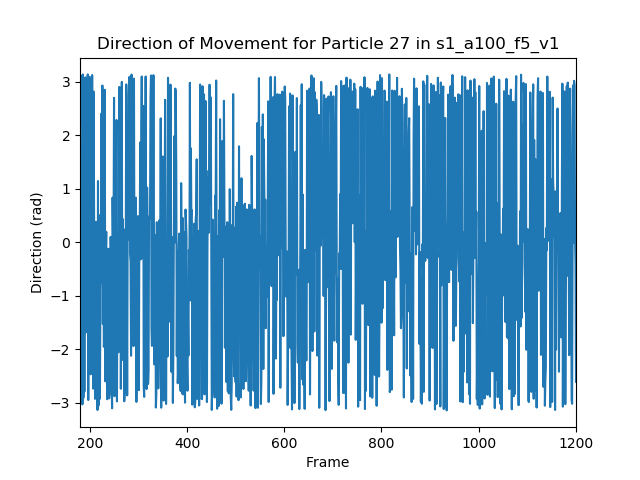 Direction of Movement for Particle 27 in s1_a100_f5_v1
3
2
1
0
−1
−2
−3
Direction (rad)
200 400 600 800 1000 1200
Frame